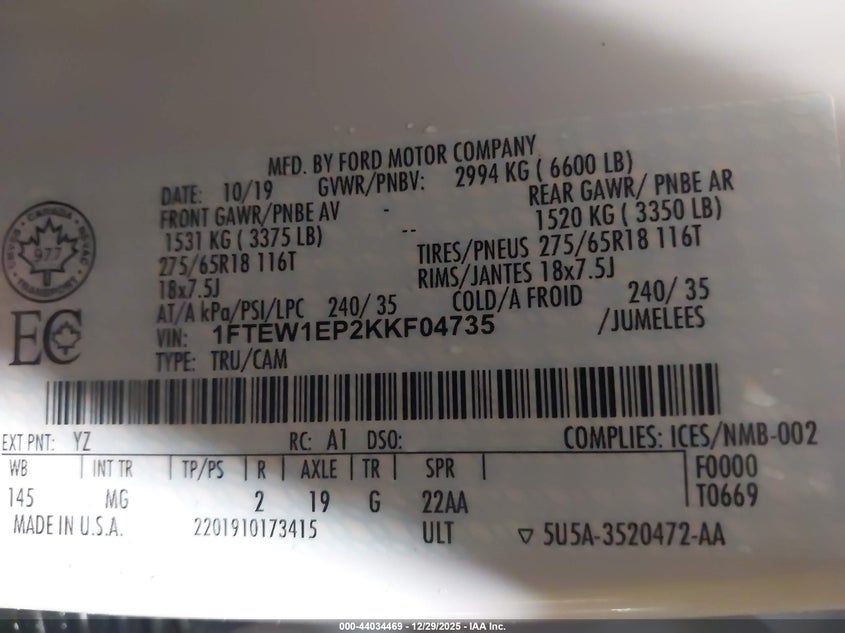 MFD. BY FORD MOTOR COMPANY
DATE: 10/19 GVWR/PNBV: 2994 KG ( 6600 LB)
FRONT GAWR/PNBE AV - REAR GAWR/ PNBE AR
1531 KG ( 3375 LB) -- 1520 KG ( 3350 LB)
275/65R18 116T TIRES/PNEUS 275/65R18 116T
18x7.5J RIMS/JANTES 18x7.5J
AT/A kPa/PSI/LPC 240/ 35 COLD/A FROID 240/ 35
VIN: 1FTEW1EP2KKF04735 /JUMELEES
TYPE: TRU/CAM
CANADA
977
TRANSPORT
EC
EXT PNT: YZ RC: A1 DSO: COMPLIES: ICES/NMB-002
WB INT TR TP/PS R AXLE TR SPR F0000
145 MG 2 19 G 22AA T0669
MADE IN U.S.A. 2201910173415 ULT ▽ 5U5A-3520472-AA
000-44034469 - 12/29/2025 - IAA Inc.